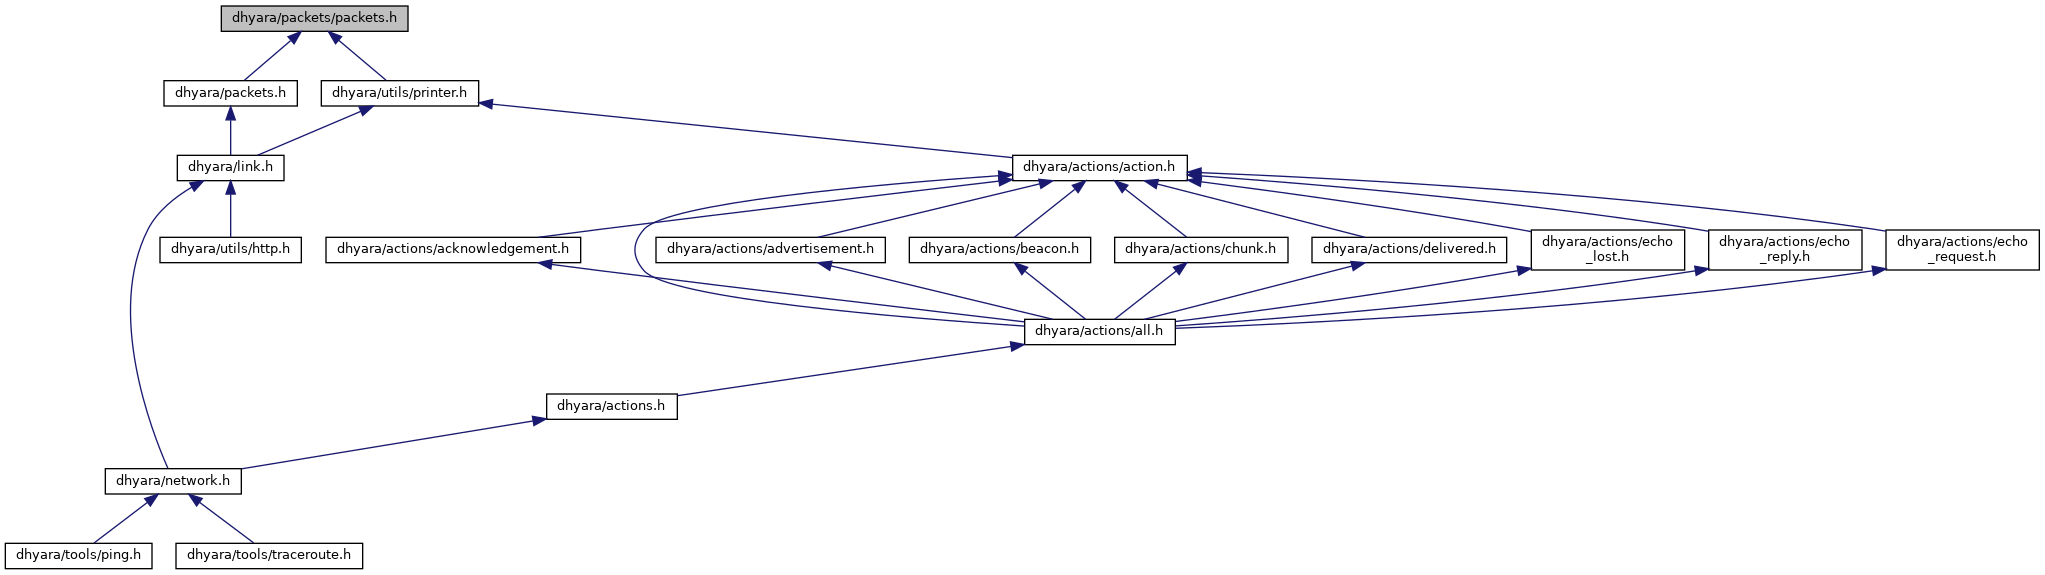 dhyara/packets/packets.h
dhyara/packets.h
dhyara/utils/printer.h
dhyara/link.h
dhyara/actions/action.h
dhyara/utils/http.h
dhyara/actions/acknowledgement.h
dhyara/actions/advertisement.h
dhyara/actions/beacon.h
dhyara/actions/chunk.h
dhyara/actions/delivered.h
dhyara/actions/echo
_lost.h
dhyara/actions/echo
_reply.h
dhyara/actions/echo
_request.h
dhyara/actions/all.h
dhyara/actions.h
dhyara/network.h
dhyara/tools/ping.h
dhyara/tools/traceroute.h